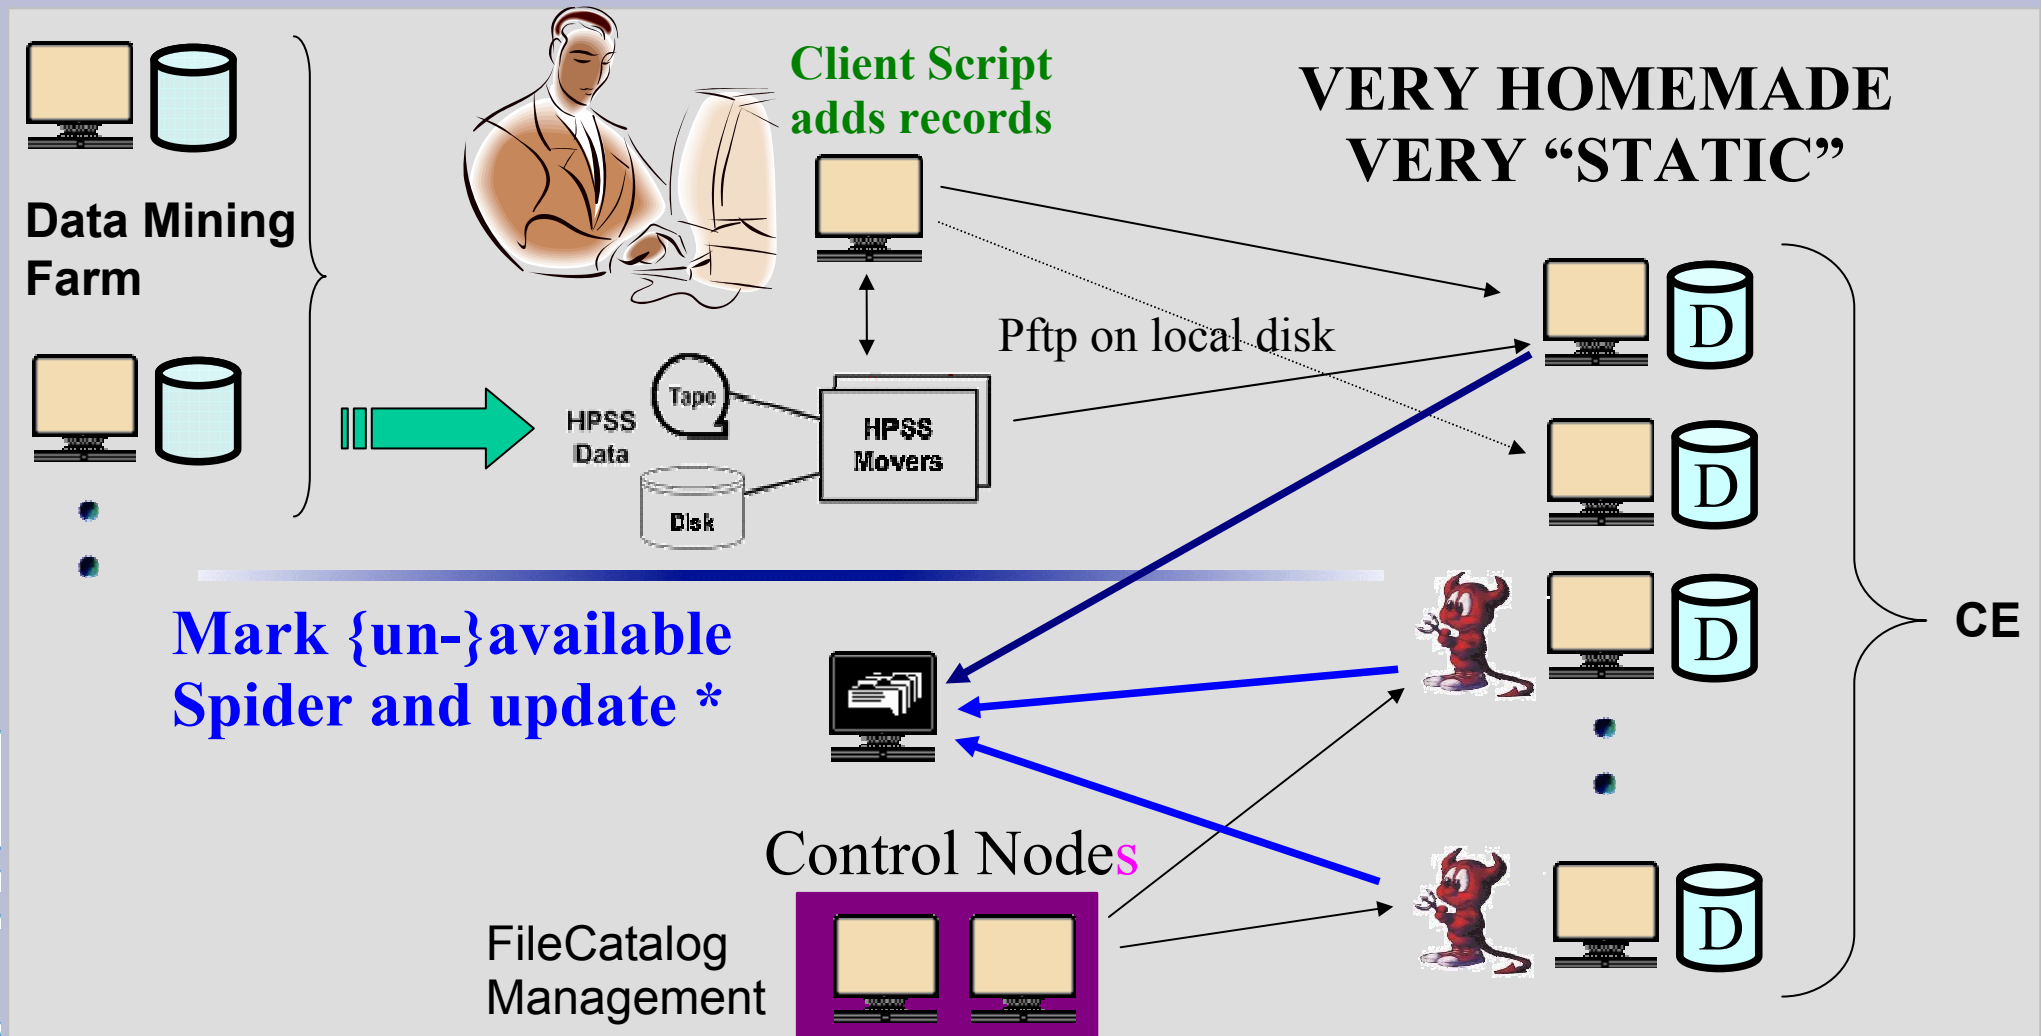 Client Script
adds records
VERY HOMEMADE
VERY “STATIC”
Data Mining
Farm
Pftp on local disk
D
HPSS
Data
Tape
HPSS
Movers
Disk
D
Mark {un-}available
Spider and update *
D
CE
Control Nodes
FileCatalog
Management
D